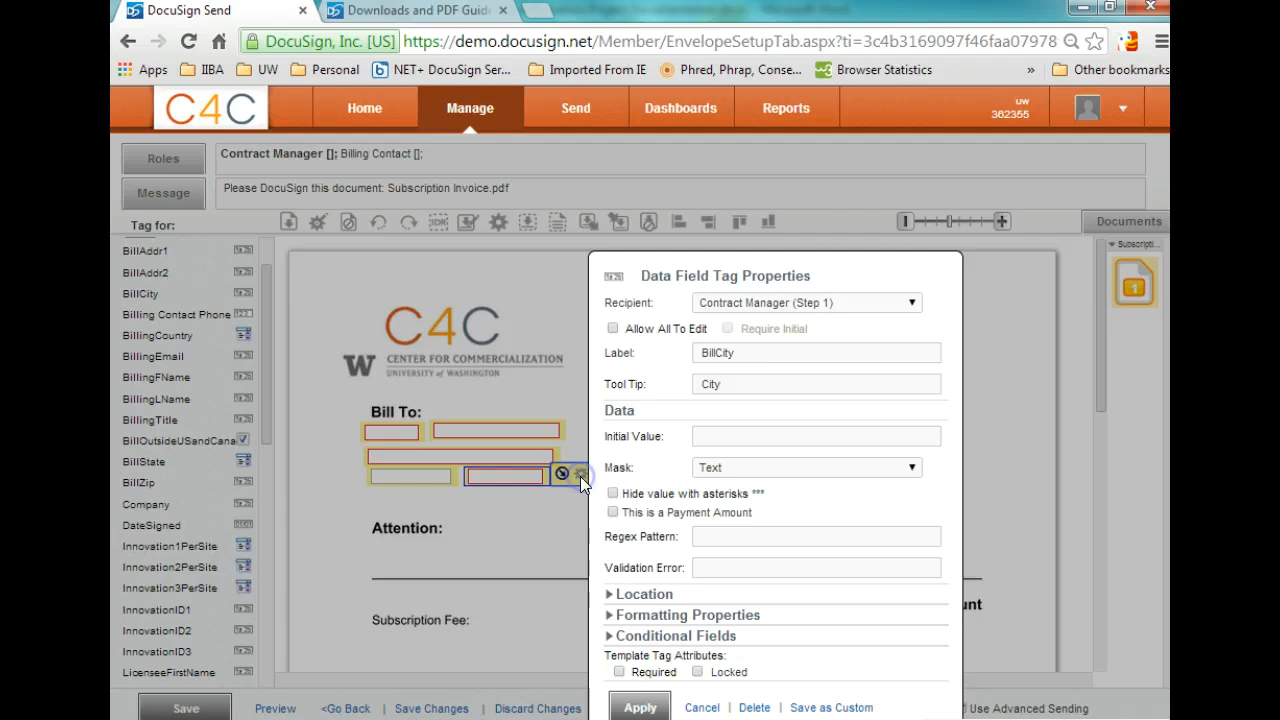 DocuSign Send
Downloads and PDF Guide
DocuSign, Inc. [US]
https://demo.docusign.net/Member/EnvelopeSetupTab.aspx?ti=3c4b3169097f46faa07978
Apps
IIBA
UW
Personal
NET+ DocuSign Ser...
Imported From IE
Phred, Phrap, Conse...
Browser Statistics
»
Other bookmarks
C4C
Home
Manage
Send
Dashboards
Reports
UW
362355
Roles
Contract Manager []; Billing Contact [];
Message
Please DocuSign this document: Subscription Invoice.pdf
Tag for:
Documents
BillAddr1
BillAddr2
BillCity
Billing Contact Phone
BillingCountry
BillingEmail
BillingFName
BillingLName
BillingTitle
BillOutsideUSandCana
BillState
BillZip
Company
DateSigned
Innovation1PerSite
Innovation2PerSite
Innovation3PerSite
InnovationID1
InnovationID2
InnovationID3
LicenseeFirstName
C4C
W CENTER FOR COMMERCIALIZATION
UNIVERSITY of WASHINGTON
Bill To:
Attention:
Subscription Fee:
unt
Data Field Tag Properties
Recipient: Contract Manager (Step 1)
Allow All To Edit
Require Initial
Label: BillCity
Tool Tip: City
Data
Initial Value:
Mask: Text
Hide value with asterisks ***
This is a Payment Amount
Regex Pattern:
Validation Error:
Location
Formatting Properties
Conditional Fields
Template Tag Attributes:
Required
Locked
Apply
Cancel
Delete
Save as Custom
Subscripti...
1
Save
Preview
<Go Back
Save Changes
Discard Changes
Use Advanced Sending